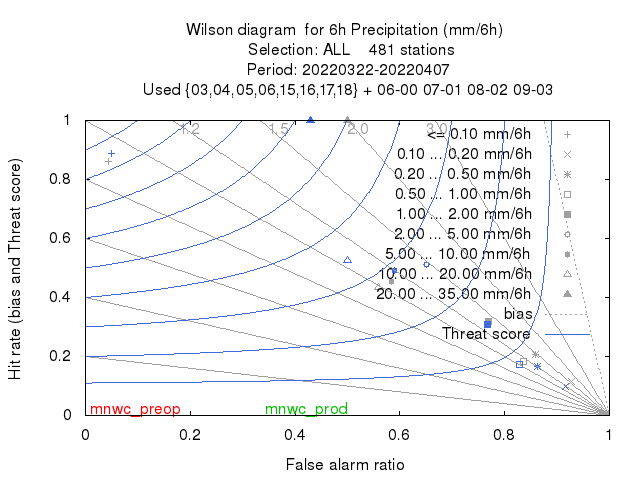 Wilson diagram  for 6h Precipitation (mm/6h)
Selection: ALL    481 stations
Period: 20220322-20220407
Used {03,04,05,06,15,16,17,18} + 06-00 07-01 08-02 09-03
1.2 1.5 2.0 3.0
<= 0.10 mm/6h
0.10 ... 0.20 mm/6h
0.20 ... 0.50 mm/6h
0.50 ... 1.00 mm/6h
1.00 ... 2.00 mm/6h
2.00 ... 5.00 mm/6h
5.00 ... 10.00 mm/6h
10.00 ... 20.00 mm/6h
20.00 ... 35.00 mm/6h
bias
Threat score
1
0.8
0.6
0.4
0.2
0
Hit rate (bias and Threat score)
mnwc_preop mnwc_prod
0 0.2 0.4 0.6 0.8 1
False alarm ratio